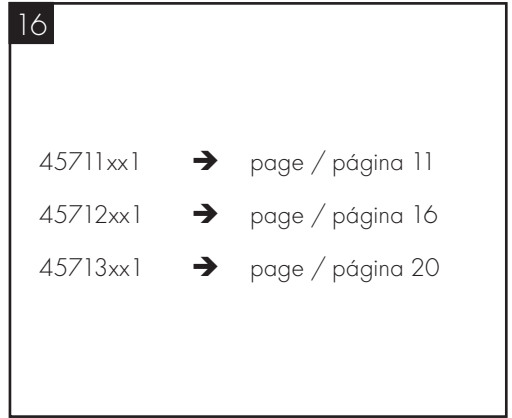 16
45711xx1 ➔ page / página 11
45712xx1 ➔ page / página 16
45713xx1 ➔ page / página 20